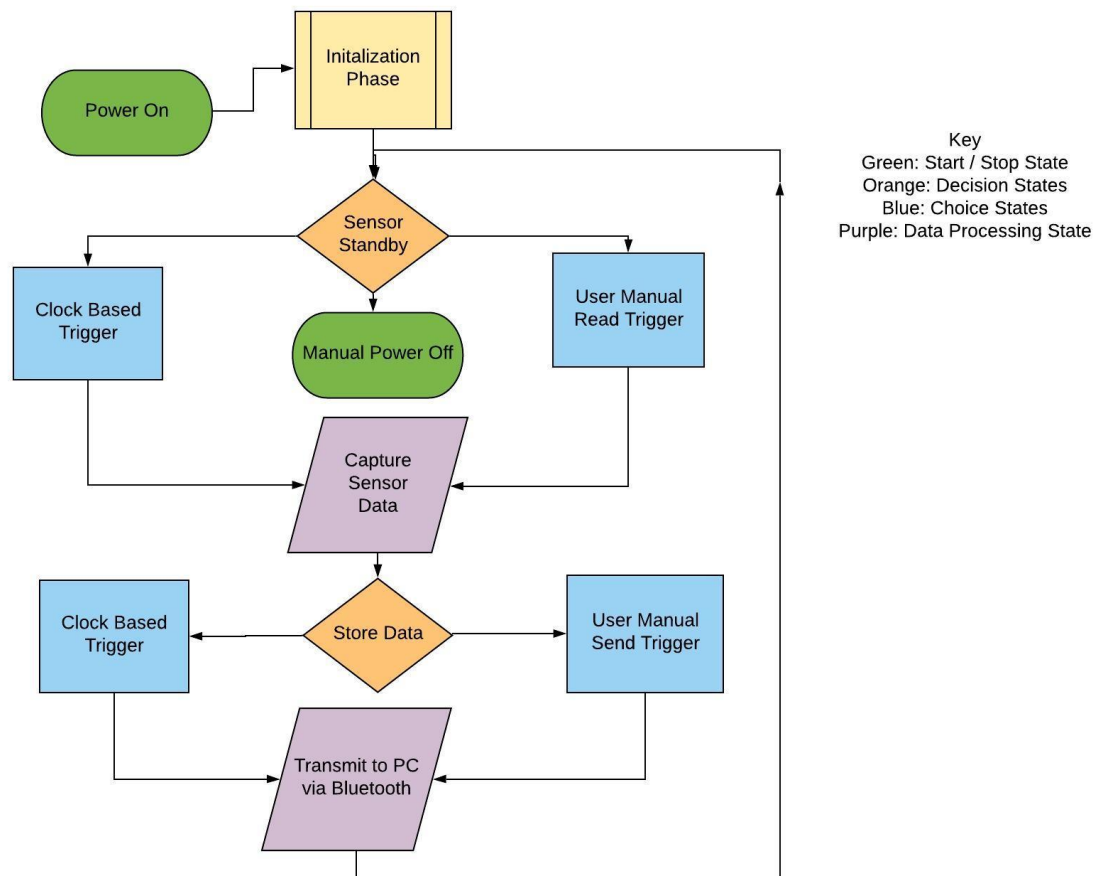 Initalization
Phase
Power On
Key
Green: Start / Stop State
Orange: Decision States
Blue: Choice States
Purple: Data Processing State
Sensor
Standby
Clock Based
Trigger
User Manual
Read Trigger
Manual Power Off
Capture
Sensor
Data
Clock Based
Trigger
Store Data
User Manual
Send Trigger
Transmit to PC
via Bluetooth